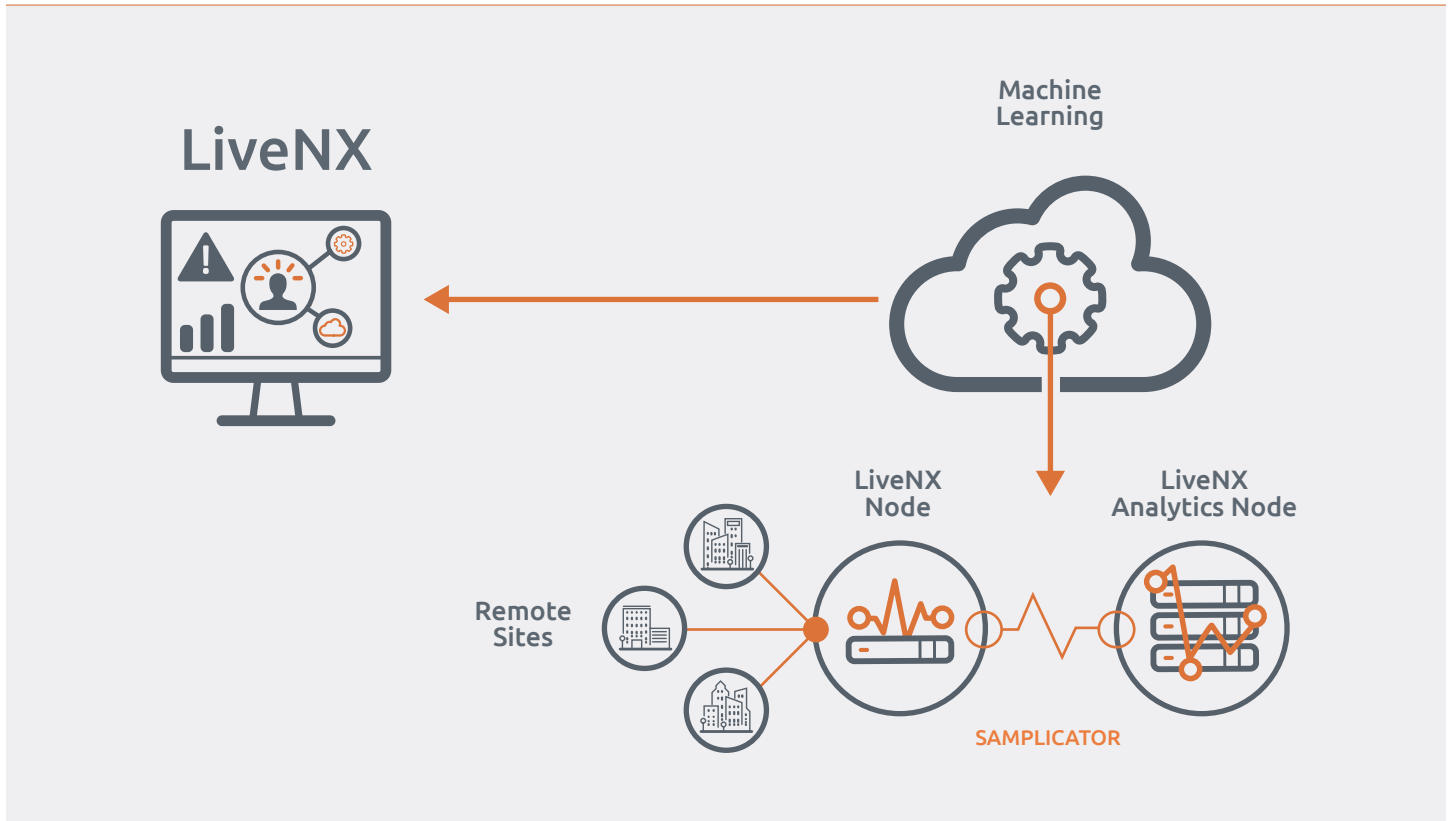 LiveNX
Machine
Learning
LiveNX
Node
LiveNX
Analytics Node
Remote
Sites
SAMPLICATOR